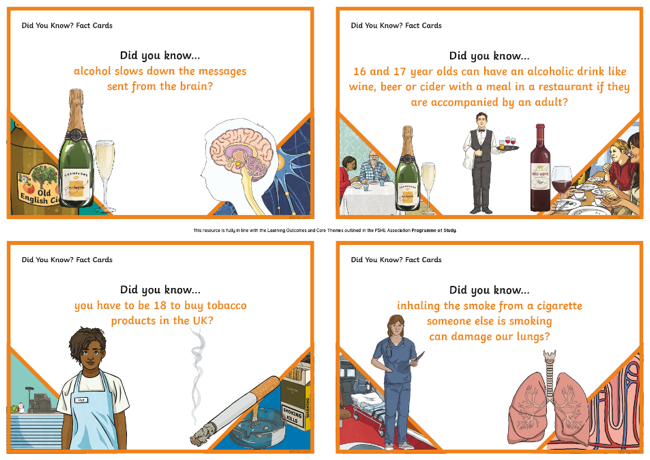 Did You Know? Fact Cards
Did you know...
alcohol slows down the messages
sent from the brain?
CHAMPAGNE
Old
English Ci
Did You Know? Fact Cards
Did you know...
16 and 17 year olds can have an alcoholic drink like
wine, beer or cider with a meal in a restaurant if they
are accompanied by an adult?
CHAMPAGNE
RED WINE
This resource is fully in line with the Learning Outcomes and Core Themes outlined in the PSHE Association Programme of Study.
Did You Know? Fact Cards
Did you know...
you have to be 18 to buy tobacco
products in the UK?
SMOKING
KILLS
Did You Know? Fact Cards
Did you know...
inhaling the smoke from a cigarette
someone else is smoking
can damage our lungs?